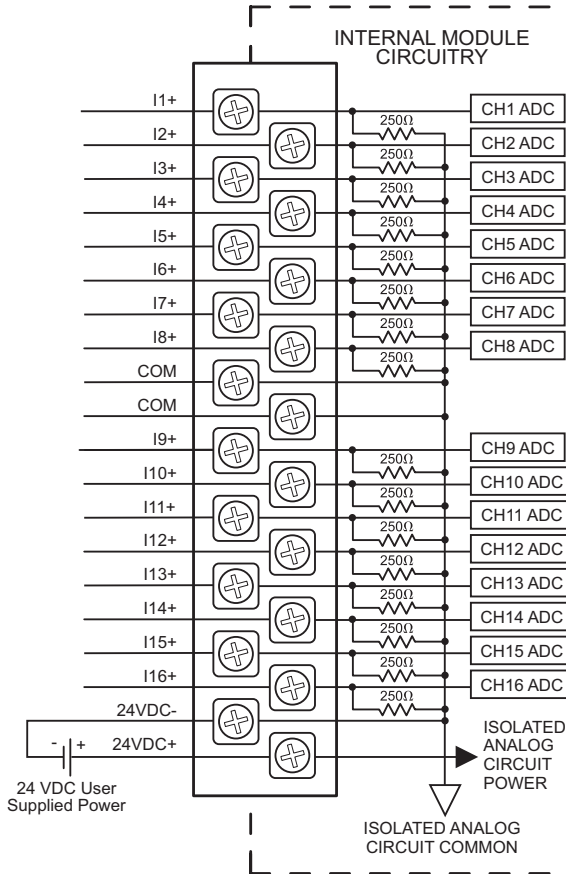 INTERNAL MODULE
CIRCUITRY
I1+
CH1 ADC
250Ω
I2+
CH2 ADC
250Ω
I3+
CH3 ADC
250Ω
I4+
CH4 ADC
250Ω
I5+
CH5 ADC
250Ω
I6+
CH6 ADC
250Ω
I7+
CH7 ADC
250Ω
I8+
CH8 ADC
250Ω
COM
COM
I9+
CH9 ADC
250Ω
I10+
CH10 ADC
250Ω
I11+
CH11 ADC
250Ω
I12+
CH12 ADC
250Ω
I13+
CH13 ADC
250Ω
I14+
CH14 ADC
250Ω
I15+
CH15 ADC
250Ω
I16+
CH16 ADC
250Ω
24VDC-
- +
24VDC+
24 VDC User
Supplied Power
ISOLATED
ANALOG
CIRCUIT
POWER
ISOLATED ANALOG
CIRCUIT COMMON